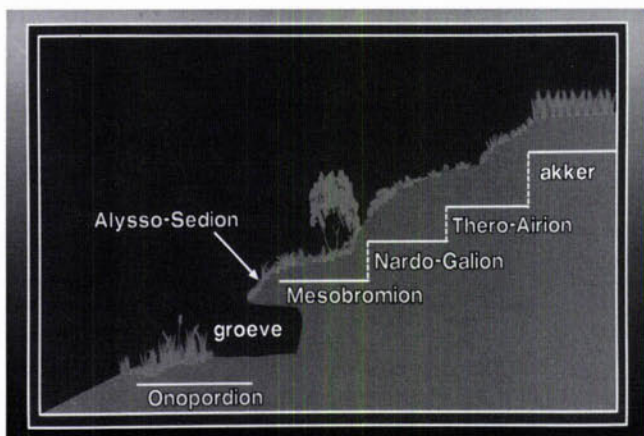 akker
Alysso-Sedion
Thero-Airion
Nardo-Galion
Mesobromion
groeve
Onopordion